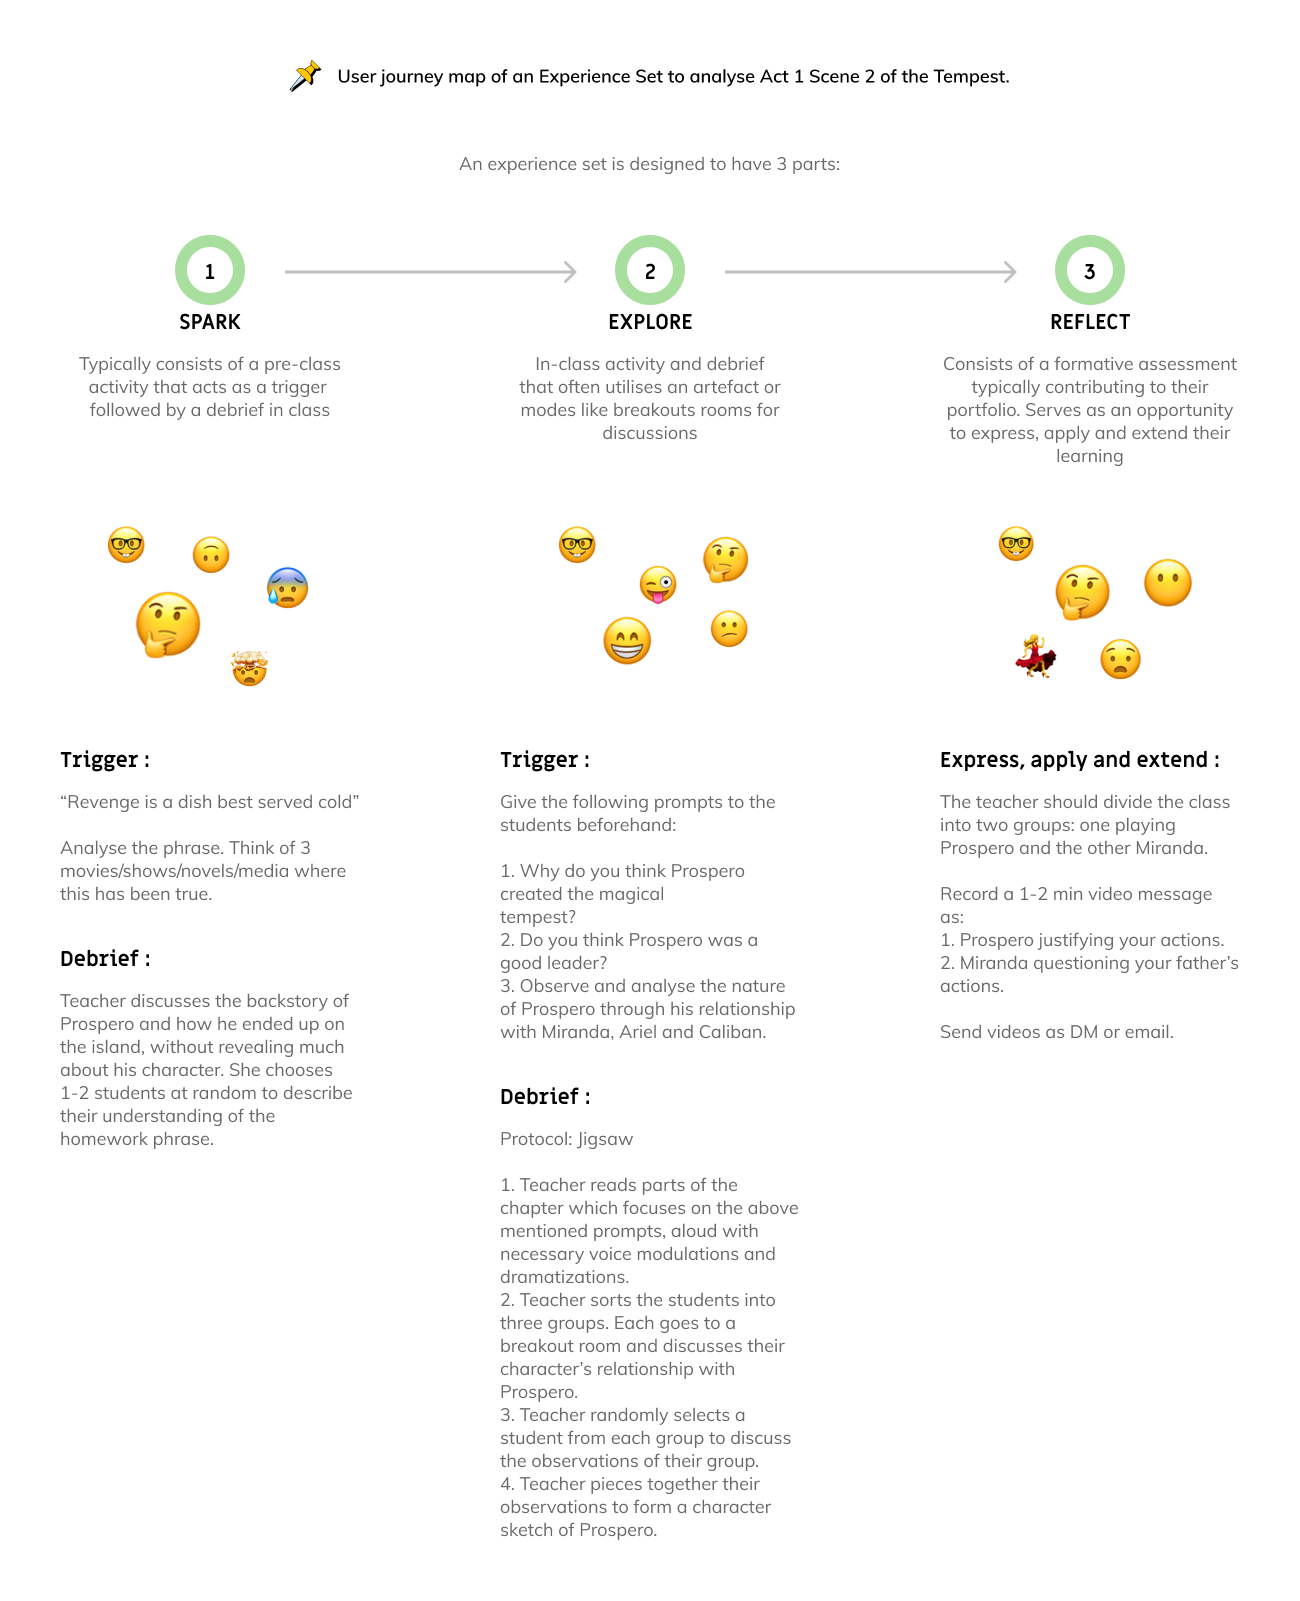 User journey map of an Experience Set to analyse Act 1 Scene 2 of the Tempest.
An experience set is designed to have 3 parts:
1
SPARK
Typically consists of a pre-class
activity that acts as a trigger
followed by a debrief in class
2
EXPLORE
In-class activity and debrief
that often utilises an artefact or
modes like breakouts rooms for
discussions
3
REFLECT
Consists of a formative assessment
typically contributing to their
portfolio. Serves as an opportunity
to express, apply and extend their
learning
Trigger :
“Revenge is a dish best served cold”
Analyse the phrase. Think of 3
movies/shows/novels/media where
this has been true.
Debrief :
Teacher discusses the backstory of
Prospero and how he ended up on
the island, without revealing much
about his character. She chooses
1-2 students at random to describe
their understanding of the
homework phrase.
Trigger :
Give the following prompts to the
students beforehand:
1. Why do you think Prospero
created the magical
tempest?
2. Do you think Prospero was a
good leader?
3. Observe and analyse the nature
of Prospero through his relationship
with Miranda, Ariel and Caliban.
Debrief :
Protocol: Jigsaw
1. Teacher reads parts of the
chapter which focuses on the above
mentioned prompts, aloud with
necessary voice modulations and
dramatizations.
2. Teacher sorts the students into
three groups. Each goes to a
breakout room and discusses their
character’s relationship with
Prospero.
3. Teacher randomly selects a
student from each group to discuss
the observations of their group.
4. Teacher pieces together their
observations to form a character
sketch of Prospero.
Express, apply and extend :
The teacher should divide the class
into two groups: one playing
Prospero and the other Miranda.
Record a 1-2 min video message
as:
1. Prospero justifying your actions.
2. Miranda questioning your father’s
actions.
Send videos as DM or email.